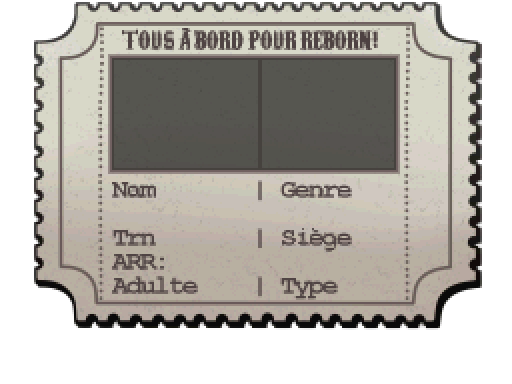 TOUS À BORD POUR REBORN!
Nom | Genre
Trn | Siège
ARR:
Adulte | Type